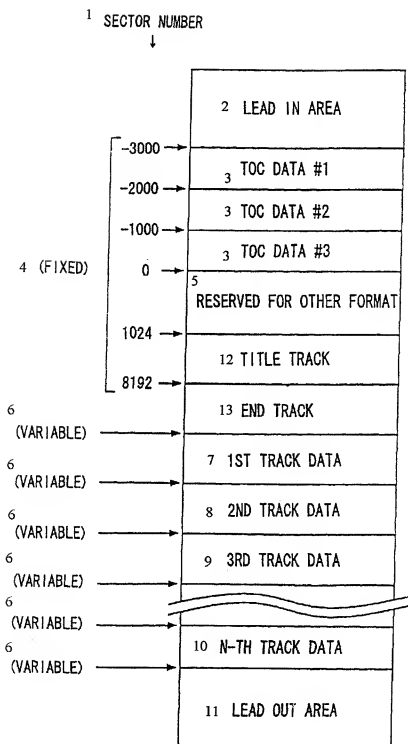 1 SECTOR NUMBER
2 LEAD IN AREA
-3000
3 TOC DATA #1
-2000
3 TOC DATA #2
-1000
3 TOC DATA #3
4 (FIXED)
0
5
RESERVED FOR OTHER FORMAT
1024
12 TITLE TRACK
8192
13 END TRACK
6
(VARIABLE)
7 1ST TRACK DATA
6
(VARIABLE)
8 2ND TRACK DATA
6
(VARIABLE)
9 3RD TRACK DATA
6
(VARIABLE)
6
(VARIABLE)
10 N-TH TRACK DATA
6
(VARIABLE)
11 LEAD OUT AREA